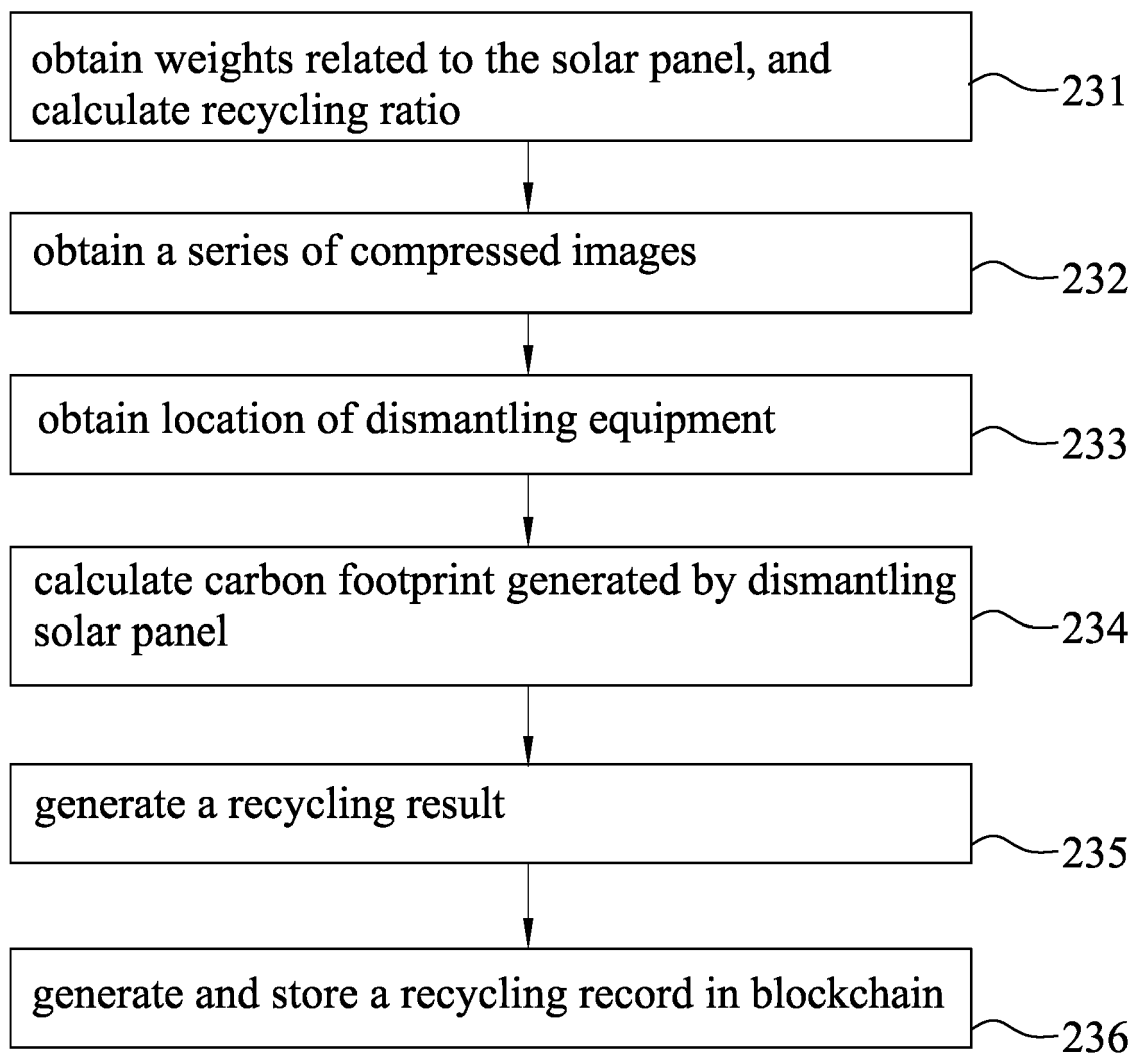 obtain weights related to the solar panel, and
calculate recycling ratio
231
obtain a series of compressed images
232
obtain location of dismantling equipment
233
calculate carbon footprint generated by dismantling
solar panel
234
generate a recycling result
235
generate and store a recycling record in blockchain
236